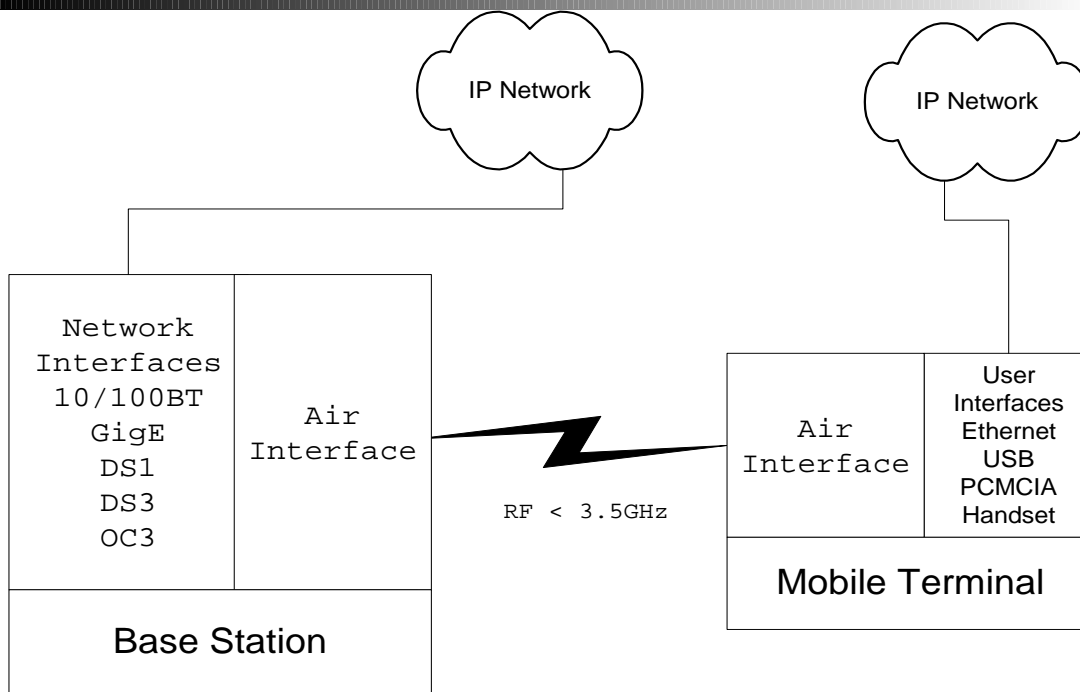 IP Network
IP Network
Network
Interfaces
10/100BT
GigE
DS1
DS3
OC3
Air
Interface
RF < 3.5GHz
Air
Interface
User
Interfaces
Ethernet
USB
PCMCIA
Handset
Base Station
Mobile Terminal